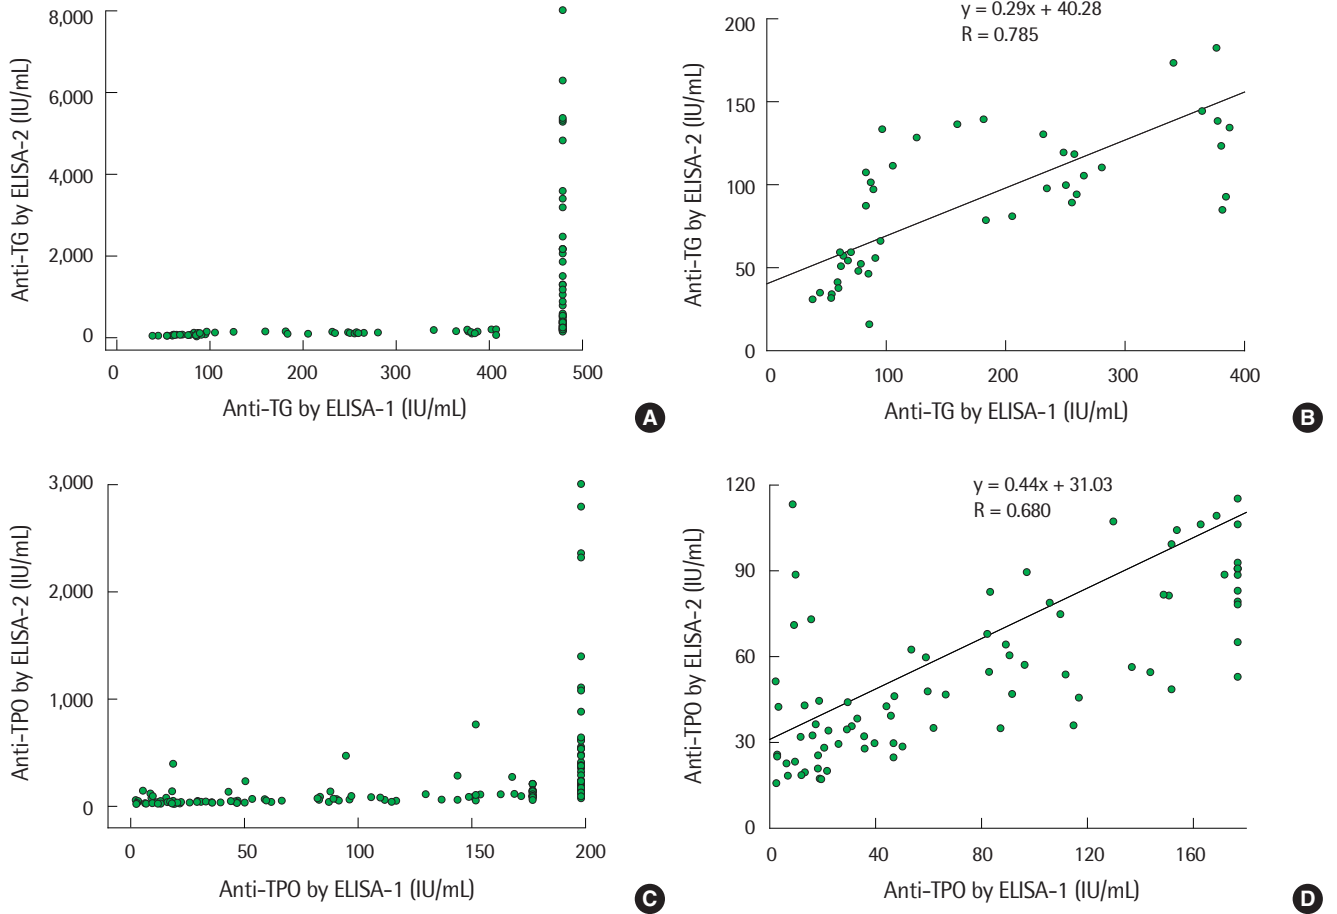 8,000
6,000
4,000
2,000
0
Anti-TG by ELISA-2 (IU/mL)
0 100 200 300 400 500
Anti-TG by ELISA-1 (IU/mL)
A
y = 0.29x + 40.28
R = 0.785
200
150
100
50
0
Anti-TG by ELISA-2 (IU/mL)
0 100 200 300 400
Anti-TG by ELISA-1 (IU/mL)
B
3,000
2,000
1,000
0
Anti-TPO by ELISA-2 (IU/mL)
0 50 100 150 200
Anti-TPO by ELISA-1 (IU/mL)
C
y = 0.44x + 31.03
R = 0.680
120
90
60
30
0
Anti-TPO by ELISA-2 (IU/mL)
0 40 80 120 160
Anti-TPO by ELISA-1 (IU/mL)
D